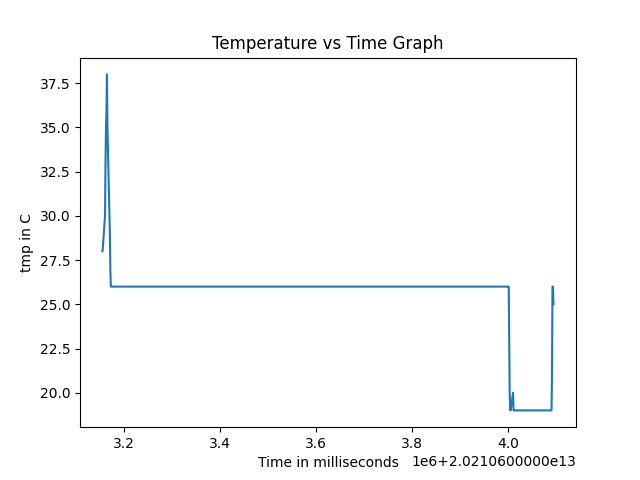 Temperature vs Time Graph
37.5
35.0
32.5
30.0
27.5
25.0
22.5
20.0
tmp in C
3.2 3.4 3.6 3.8 4.0
Time in milliseconds 1e6+2.0210600000e13